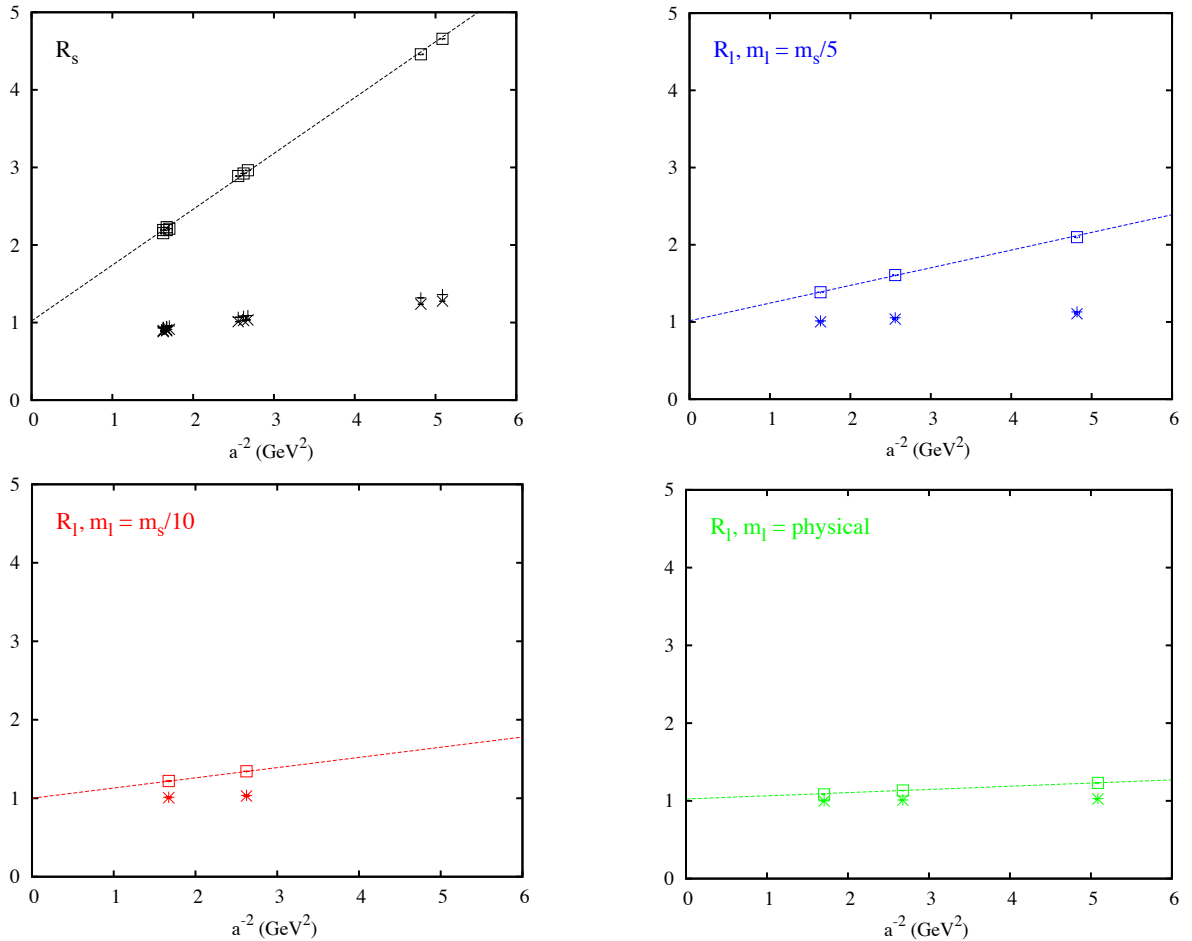 5
4
3
2
1
0
R_s
0 1 2 3 4 5 6
a^-2 (GeV^2)
5
4
3
2
1
0
R_l, m_l = m_s/5
0 1 2 3 4 5 6
a^-2 (GeV^2)
5
4
3
2
1
0
R_l, m_l = m_s/10
0 1 2 3 4 5 6
a^-2 (GeV^2)
5
4
3
2
1
0
R_l, m_l = physical
0 1 2 3 4 5 6
a^-2 (GeV^2)